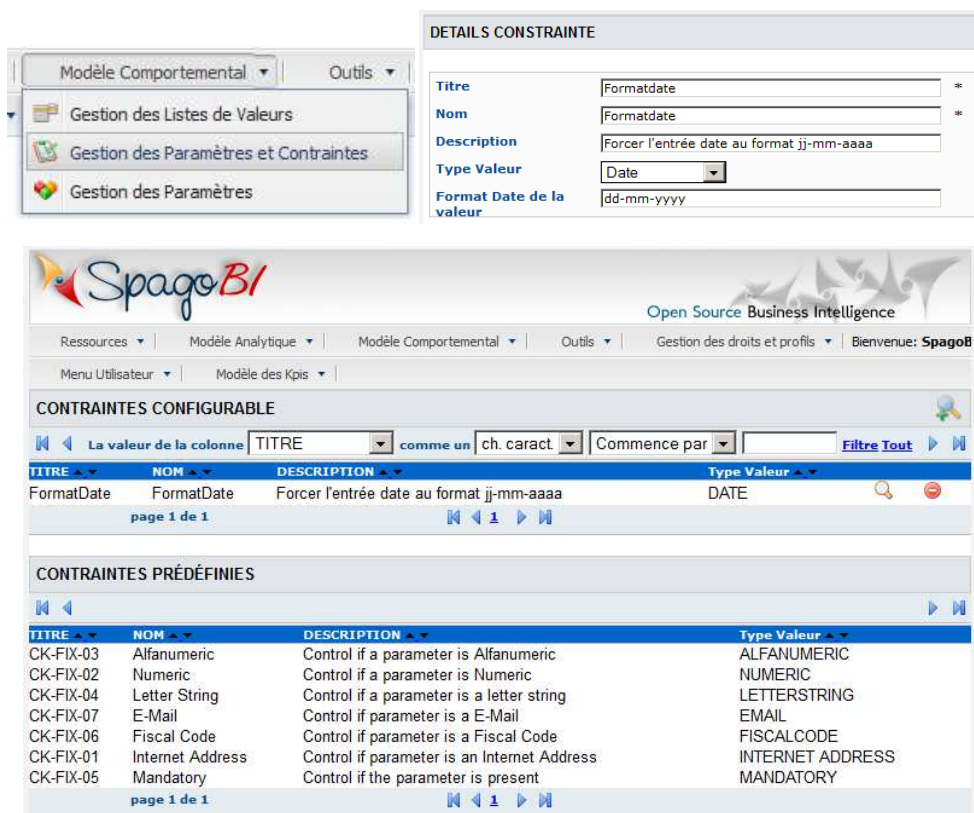 Modèle Comportemental Outils
Gestion des Listes de Valeurs
Gestion des Paramètres et Contraintes
Gestion des Paramètres
DETAILS CONSTRAINTE
Titre Formatdate *
Nom Formatdate *
Description Forcer l'entrée date au format jj-mm-aaaa
Type Valeur Date
Format Date de la valeur dd-mm-yyyy
SpagoBI
Open Source Business Intelligence
Ressources Modèle Analytique Modèle Comportemental Outils Gestion des droits et profils Bienvenue: SpagoB
Menu Utilisateur Modèle des Kpis
CONTRAINTES CONFIGURABLE
La valeur de la colonne TITRE comme un ch. caract. Commence par Filtre Tout
TITRE NOM DESCRIPTION Type Valeur
FormatDate FormatDate Forcer l'entrée date au format jj-mm-aaaa DATE
page 1 de 1 1
CONTRAINTES PRÉDÉFINIES
TITRE NOM DESCRIPTION Type Valeur
CK-FIX-03 Alfanumeric Control if a parameter is Alfanumeric ALFANUMERIC
CK-FIX-02 Numeric Control if a parameter is Numeric NUMERIC
CK-FIX-04 Letter String Control if a parameter is a letter string LETTERSTRING
CK-FIX-07 E-Mail Control if parameter is a E-Mail EMAIL
CK-FIX-06 Fiscal Code Control if parameter is a Fiscal Code FISCALCODE
CK-FIX-01 Internet Address Control if parameter is an Internet Address INTERNET ADDRESS
CK-FIX-05 Mandatory Control if the parameter is present MANDATORY
page 1 de 1 1